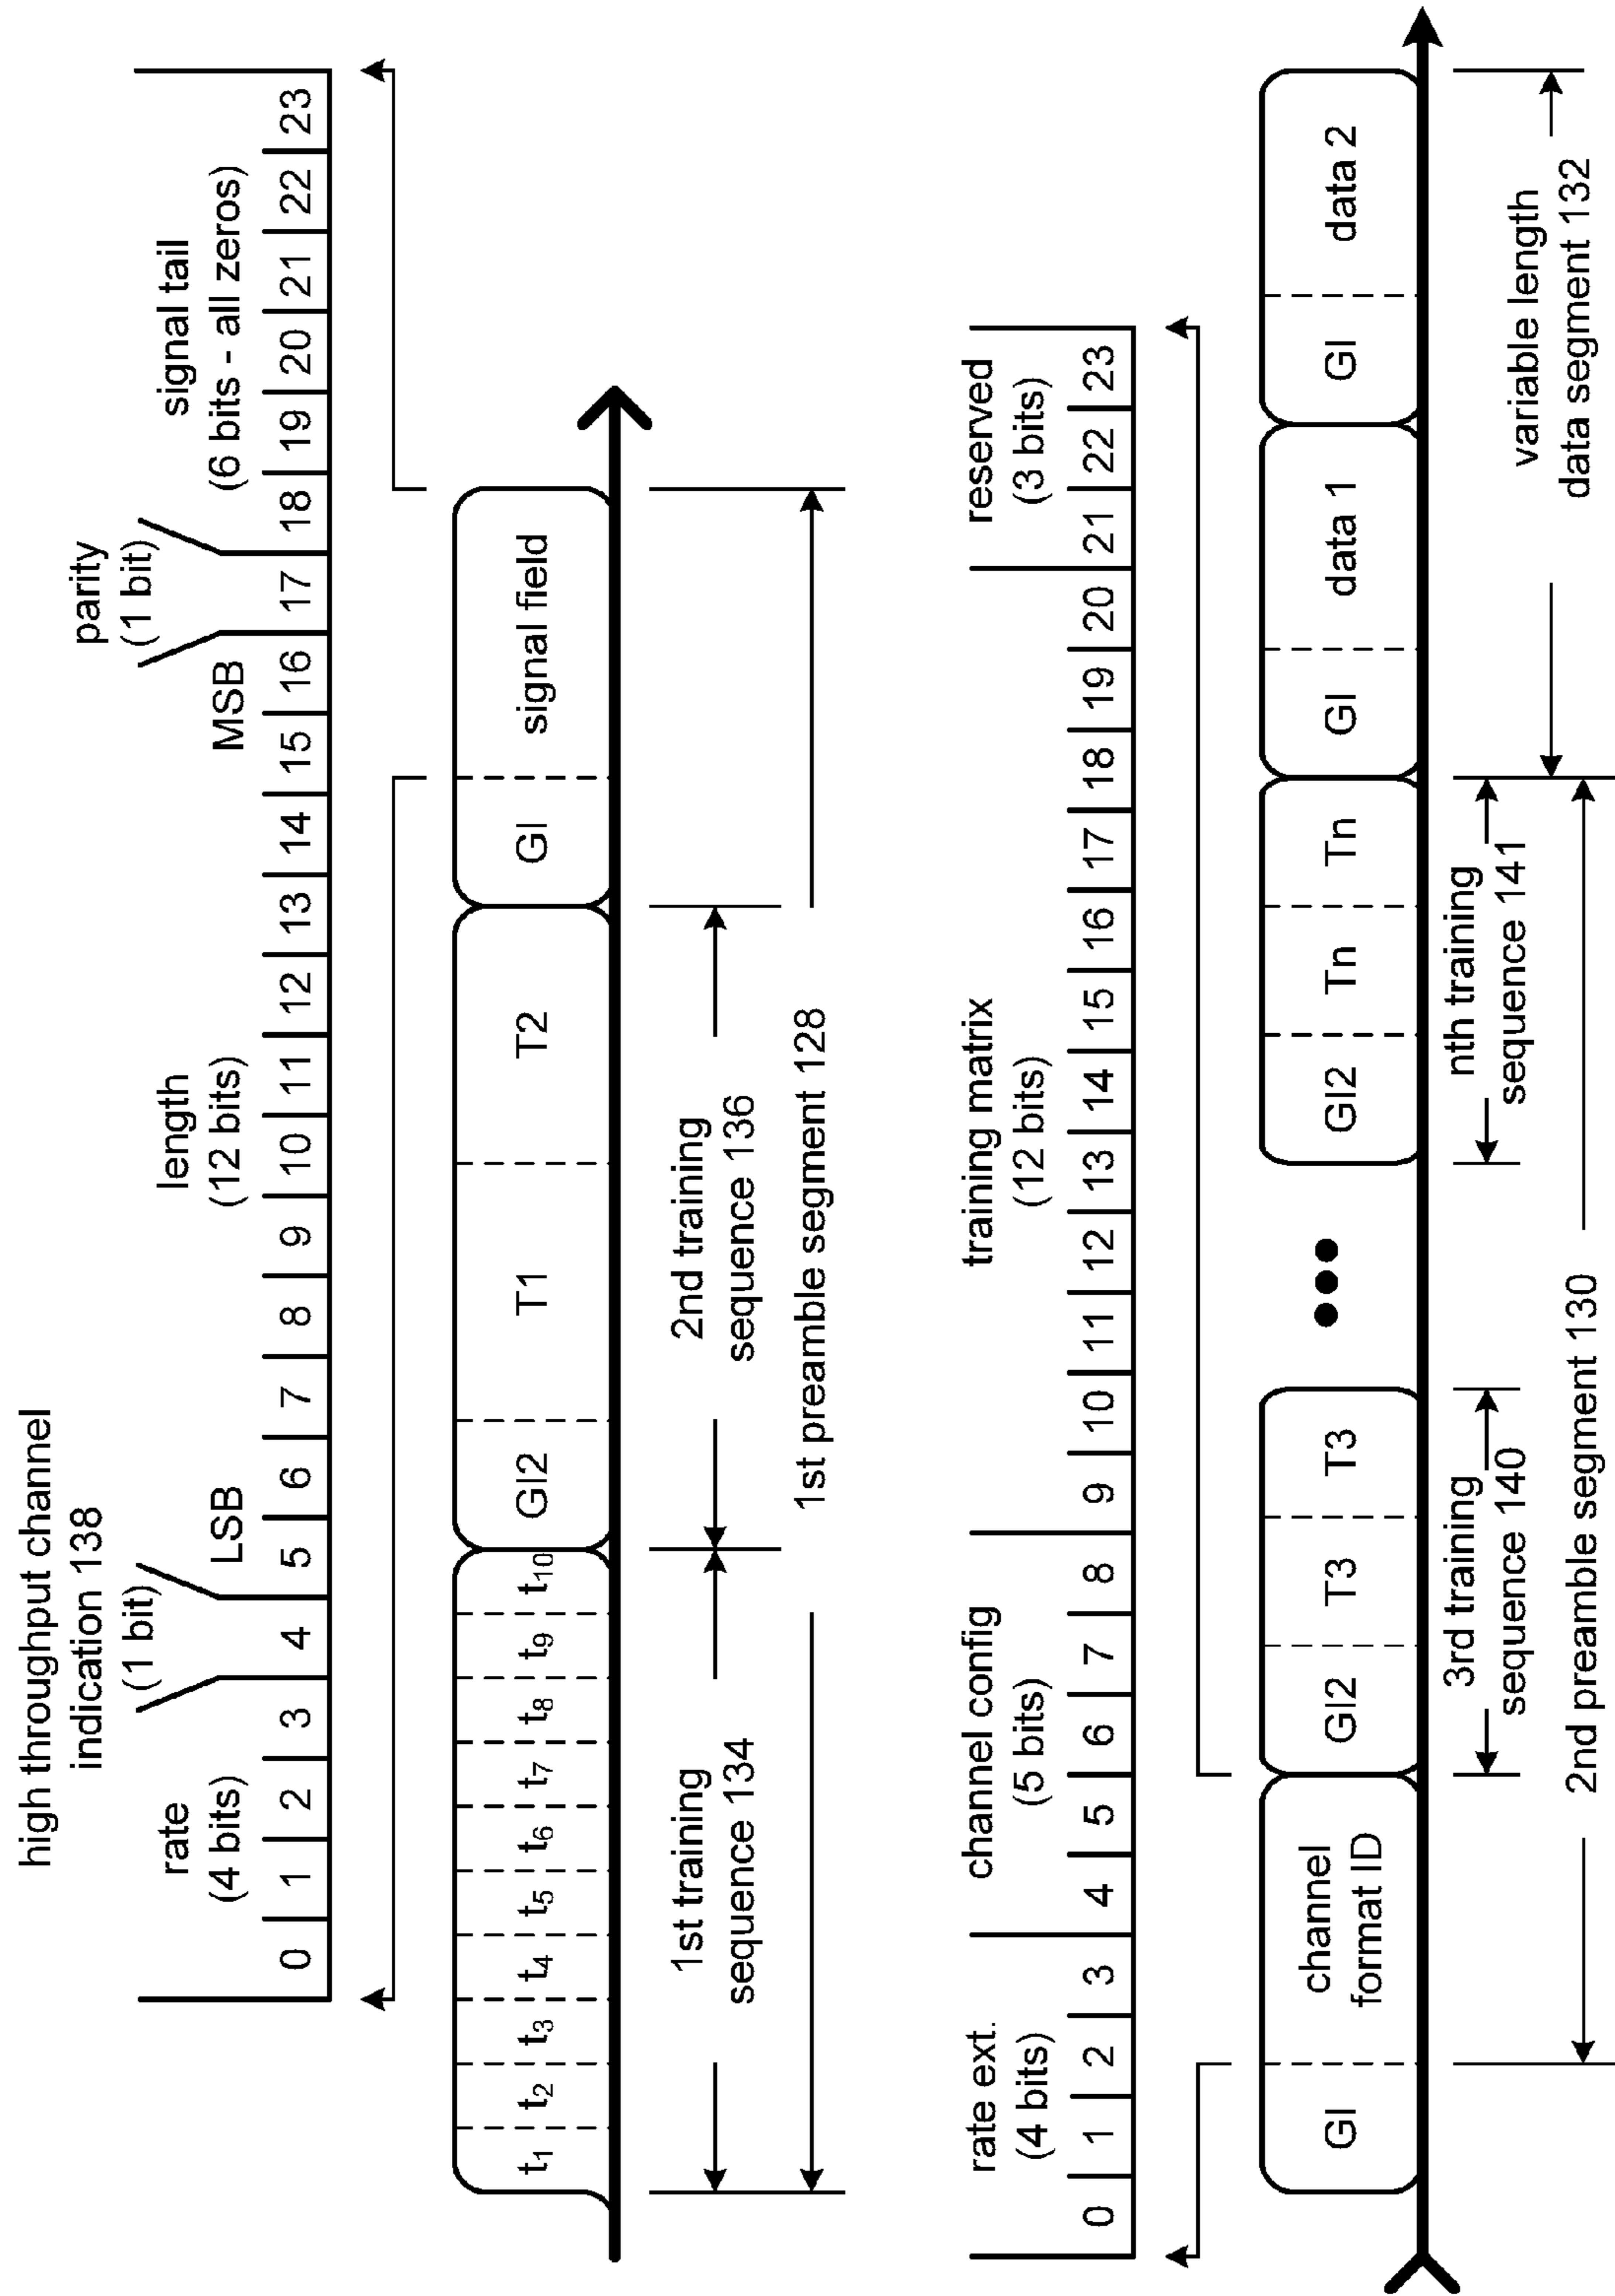 high throughput channel
indication 138
(1 bit)
rate
(4 bits)
LSB
length
(12 bits)
MSB
parity
(1 bit)
signal tail
(6 bits - all zeros)
0 1 2 3 4 5 6 7 8 9 10 11 12 13 14 15 16 17 18 19 20 21 22 23
t1 t2 t3 t4 t5 t6 t7 t8 t9 t10 GI2 T1 T2 GI signal field
1st training
sequence 134
2nd training
sequence 136
1st preamble segment 128
rate ext.
(4 bits)
channel config
(5 bits)
training matrix
(12 bits)
reserved
(3 bits)
0 1 2 3 4 5 6 7 8 9 10 11 12 13 14 15 16 17 18 19 20 21 22 23
GI
channel
format ID
GI2 T3 T3 ••• GI2 Tn Tn GI data 1 GI data 2
3rd training
sequence 140
nth training
sequence 141
2nd preamble segment 130
variable length
data segment 132